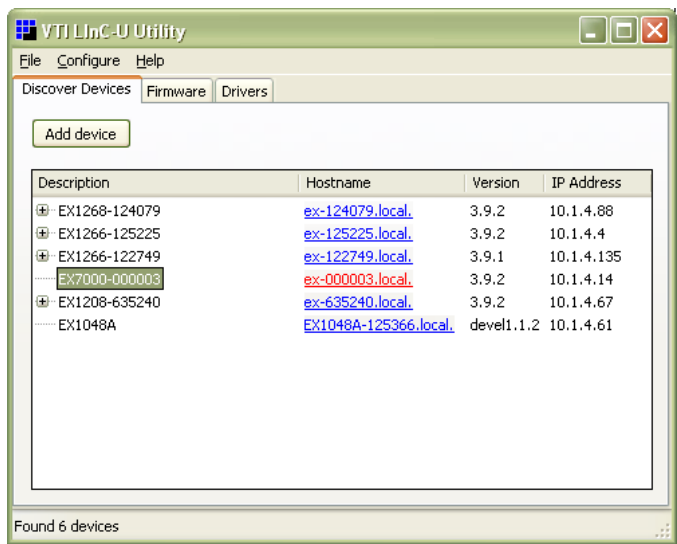 VTI LInC-U Utility
File Configure Help
Discover Devices Firmware Drivers
Add device
Description Hostname Version IP Address
EX1268-124079 ex-124079.local. 3.9.2 10.1.4.88
EX1266-125225 ex-125225.local. 3.9.2 10.1.4.4
EX1266-122749 ex-122749.local. 3.9.1 10.1.4.135
EX7000-000003 ex-000003.local. 3.9.2 10.1.4.14
EX1208-635240 ex-635240.local. 3.9.2 10.1.4.67
EX1048A EX1048A-125366.local. devel1.1.2 10.1.4.61
Found 6 devices